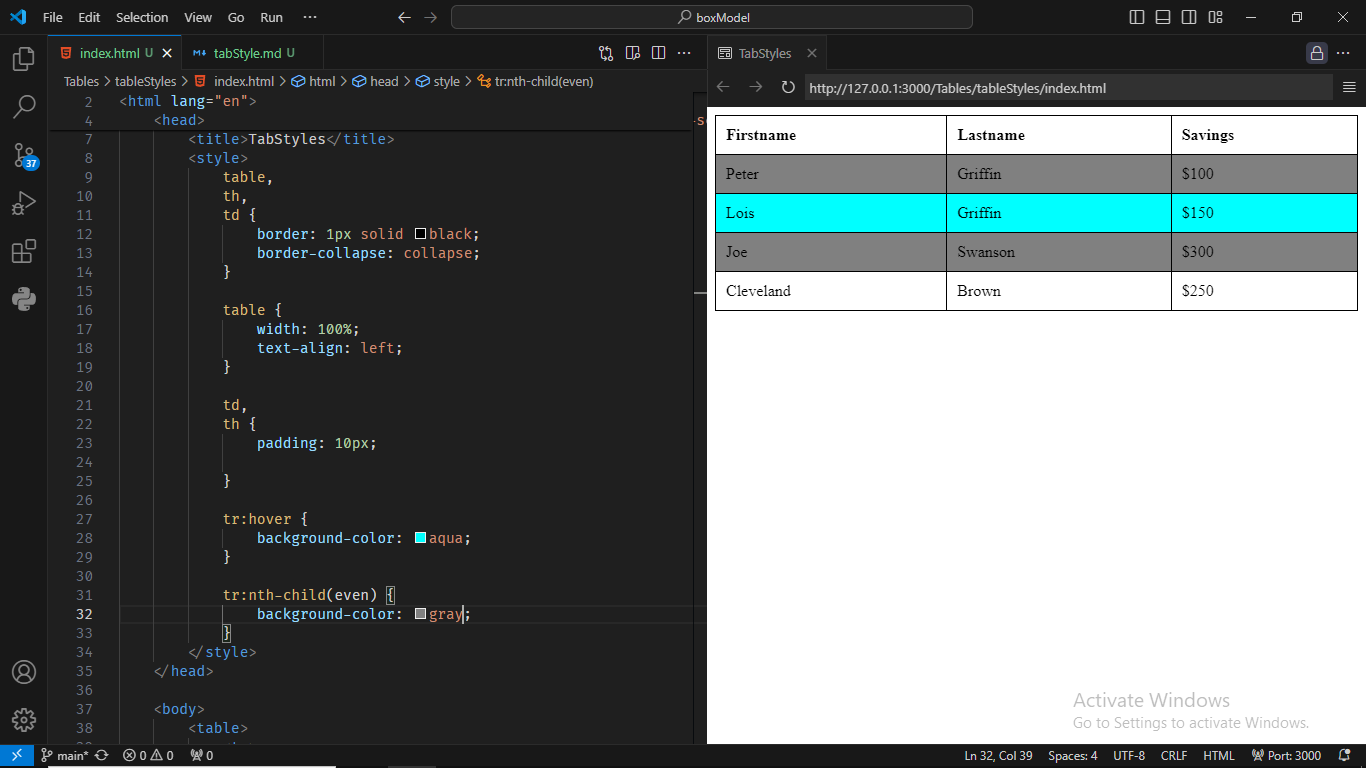 File Edit Selection View Go Run ··· boxModel
index.html U tabStyle.md U
Tables > tableStyles > index.html > html > head > style > tr:nth-child(even)
2 <html lang="en">
4 <head>
7 <title>TabStyles</title>
8 <style>
9 table,
10 th,
11 td {
12 border: 1px solid black;
13 border-collapse: collapse;
14 }
15
16 table {
17 width: 100%;
18 text-align: left;
19 }
20
21 td,
22 th {
23 padding: 10px;
24
25 }
26
27 tr:hover {
28 background-color: aqua;
29 }
30
31 tr:nth-child(even) {
32 background-color: gray;
33 }
34 </style>
35 </head>
36
37 <body>
38 <table>
TabStyles
http://127.0.0.1:3000/Tables/tableStyles/index.html
Firstname Lastname Savings
Peter Griffin $100
Lois Griffin $150
Joe Swanson $300
Cleveland Brown $250
Activate Windows
Go to Settings to activate Windows.
37
main* 0 0 0 Ln 32, Col 39 Spaces: 4 UTF-8 CRLF HTML Port: 3000